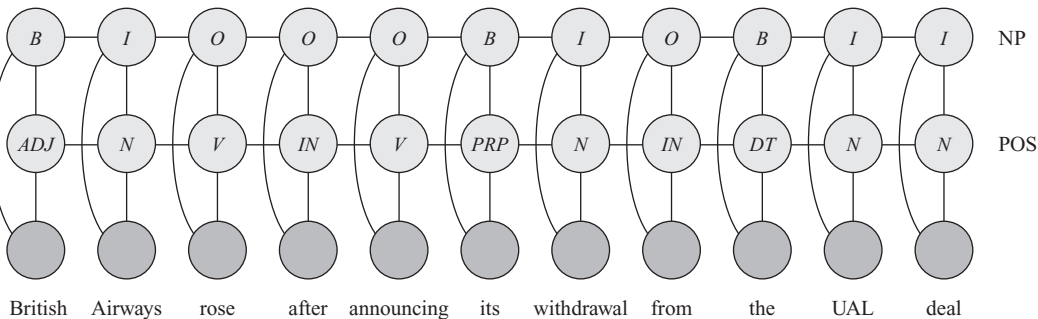 B I O O O B I O B I I NP
ADJ N V IN V PRP N IN DT N N POS
British Airways rose after announcing its withdrawal from the UAL deal